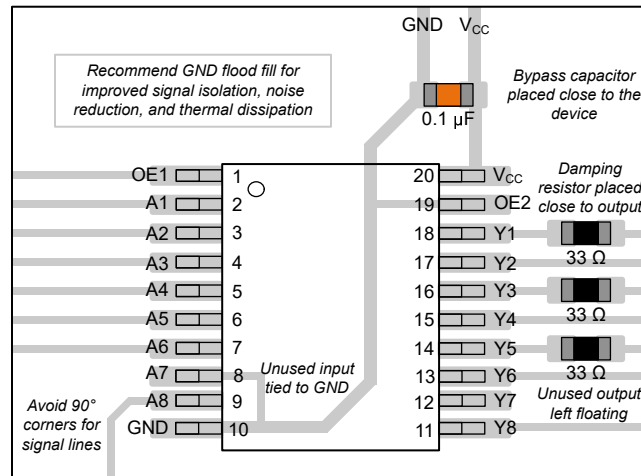 GND VCC
Recommend GND flood fill for
improved signal isolation, noise
reduction, and thermal dissipation
Bypass capacitor
placed close to the
device
0.1 µF
Damping
resistor placed
close to output
OE1 1 20 VCC
A1 2 19 OE2
A2 3 18 Y1
33 Ω
A3 4 17 Y2
A4 5 16 Y3
33 Ω
A5 6 15 Y4
A6 7 14 Y5
33 Ω
A7 8 13 Y6
Unused input
tied to GND
A8 9 12 Y7
GND 10 11 Y8
Unused output
left floating
Avoid 90°
corners for
signal lines